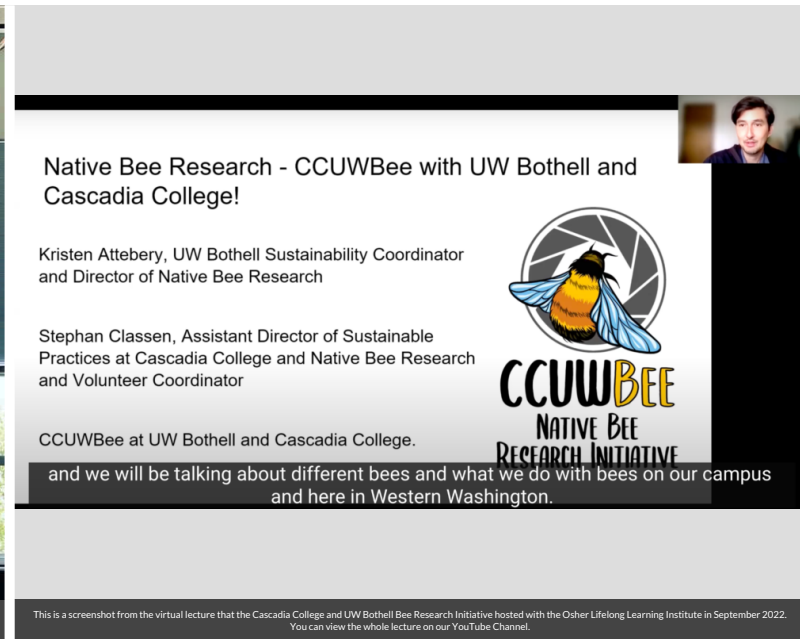 Native Bee Research - CCUWBee with UW Bothell and
Cascadia College!
Kristen Attebery, UW Bothell Sustainability Coordinator
and Director of Native Bee Research
Stephan Classen, Assistant Director of Sustainable
Practices at Cascadia College and Native Bee Research
and Volunteer Coordinator
CCUWBee at UW Bothell and Cascadia College.
CCUWBEE
NATIVE BEE
RESEARCH INITIATIVE
and we will be talking about different bees and what we do with bees on our campus
and here in Western Washington.
This is a screenshot from the virtual lecture that the Cascadia College and UW Bothell Bee Research Initiative hosted with the Osher Lifelong Learning Institute in September 2022.
You can view the whole lecture on our YouTube Channel.